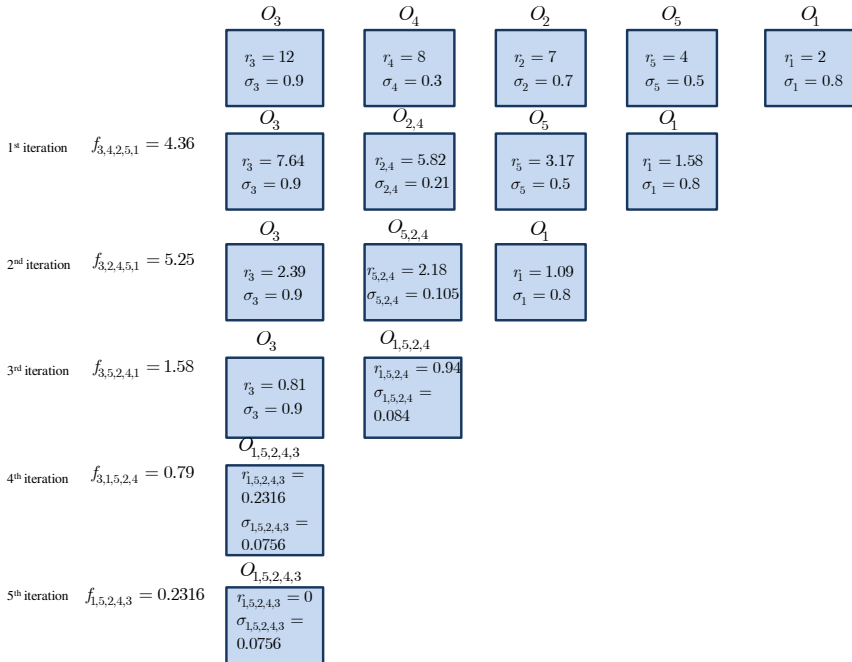 O₃ O₄ O₂ O₅ O₁
r₃ = 12 r₄ = 8 r₂ = 7 r₅ = 4 r₁ = 2
σ₃ = 0.9 σ₄ = 0.3 σ₂ = 0.7 σ₅ = 0.5 σ₁ = 0.8
O₃ O₂,₄ O₅ O₁
1st iteration f₃,₄,₂,₅,₁ = 4.36
r₃ = 7.64 r₂,₄ = 5.82 r₅ = 3.17 r₁ = 1.58
σ₃ = 0.9 σ₂,₄ = 0.21 σ₅ = 0.5 σ₁ = 0.8
O₃ O₅,₂,₄ O₁
2nd iteration f₃,₂,₄,₅,₁ = 5.25
r₃ = 2.39 r₅,₂,₄ = 2.18 r₁ = 1.09
σ₃ = 0.9 σ₅,₂,₄ = 0.105 σ₁ = 0.8
O₃ O₁,₅,₂,₄
3rd iteration f₃,₅,₂,₄,₁ = 1.58
r₃ = 0.81 r₁,₅,₂,₄ = 0.94
σ₃ = 0.9 σ₁,₅,₂,₄ =
0.084
O₁,₅,₂,₄,₃
4th iteration f₃,₁,₅,₂,₄ = 0.79
r₁,₅,₂,₄,₃ =
0.2316
σ₁,₅,₂,₄,₃ =
0.0756
O₁,₅,₂,₄,₃
5th iteration f₁,₅,₂,₄,₃ = 0.2316
r₁,₅,₂,₄,₃ = 0
σ₁,₅,₂,₄,₃ =
0.0756